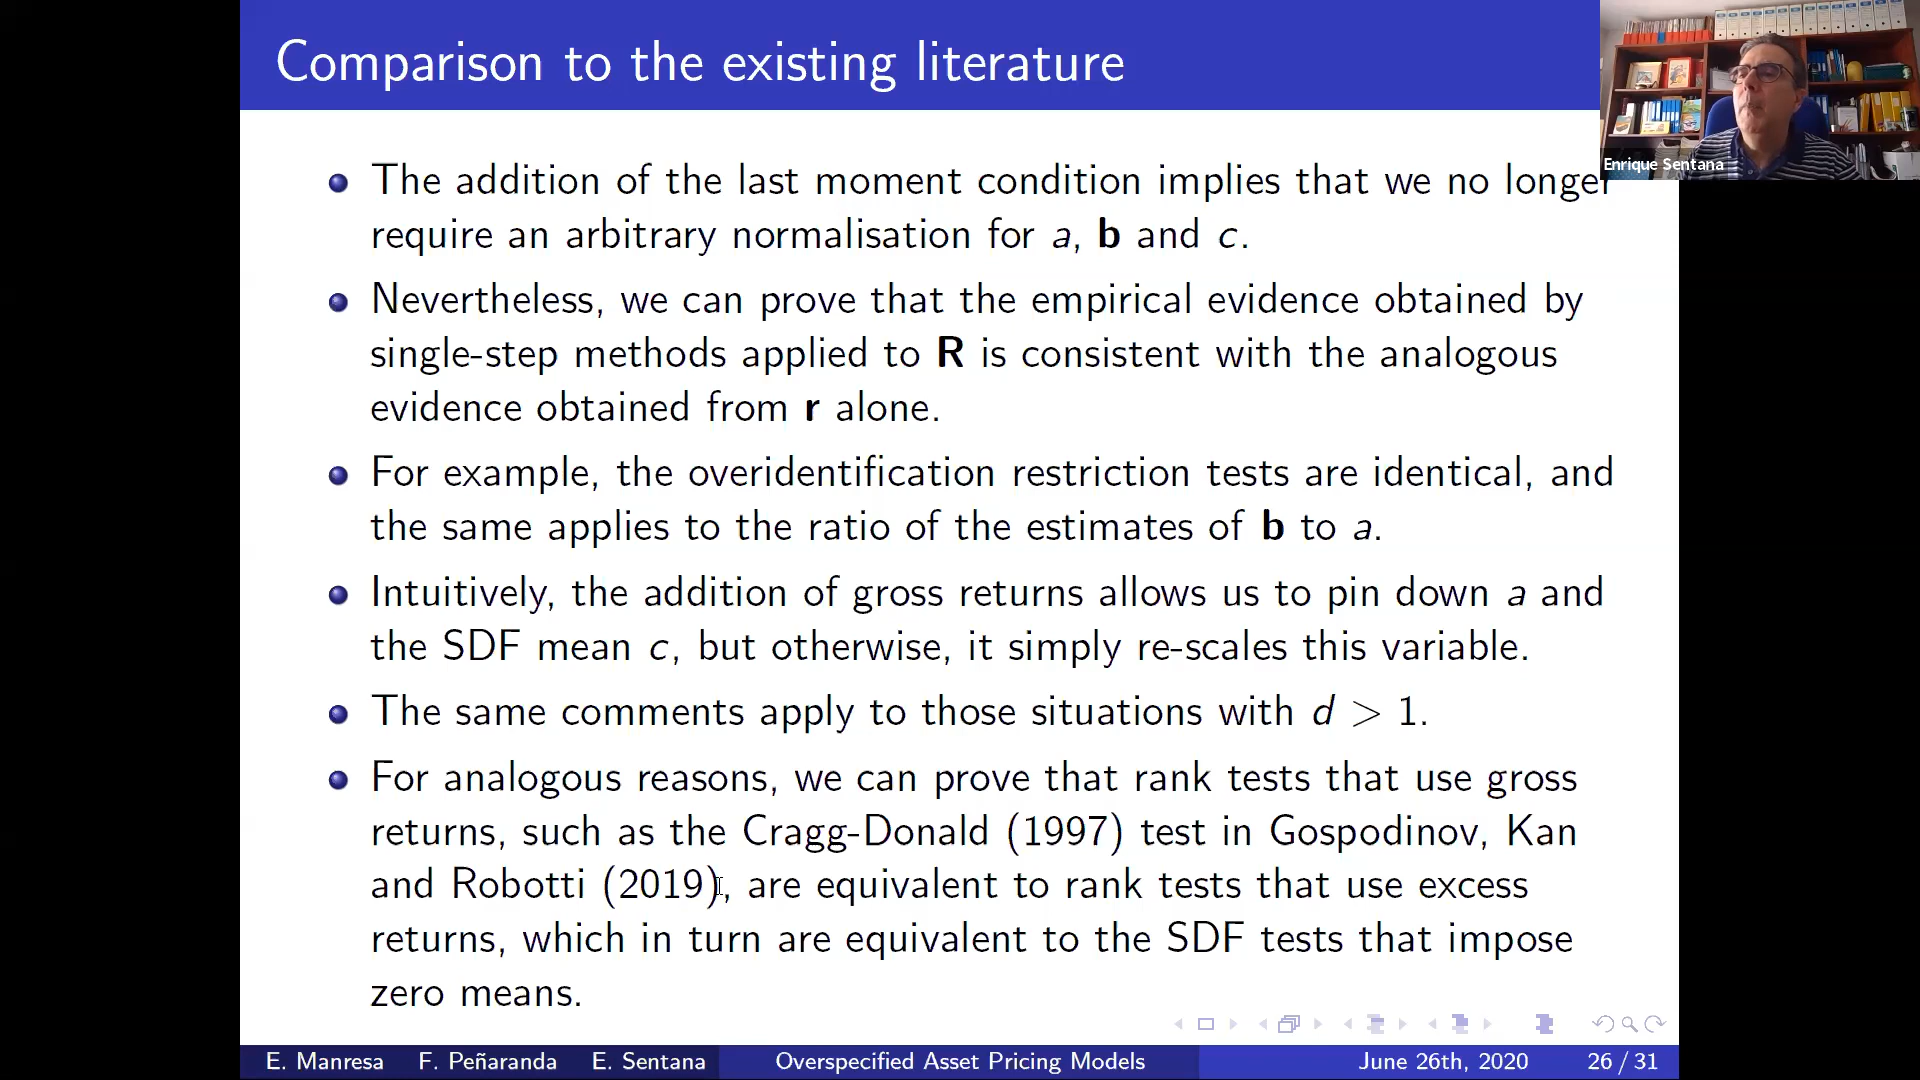 Comparison to the existing literature
Enrique Sentana
The addition of the last moment condition implies that we no longer
require an arbitrary normalisation for a, b and c.
Nevertheless, we can prove that the empirical evidence obtained by
single-step methods applied to R is consistent with the analogous
evidence obtained from r alone.
For example, the overidentification restriction tests are identical, and
the same applies to the ratio of the estimates of b to a.
Intuitively, the addition of gross returns allows us to pin down a and
the SDF mean c, but otherwise, it simply re-scales this variable.
The same comments apply to those situations with d > 1.
For analogous reasons, we can prove that rank tests that use gross
returns, such as the Cragg-Donald (1997) test in Gospodinov, Kan
and Robotti (2019), are equivalent to rank tests that use excess
returns, which in turn are equivalent to the SDF tests that impose
zero means.
E. Manresa F. Peñaranda E. Sentana Overspecified Asset Pricing Models June 26th, 2020 26 / 31